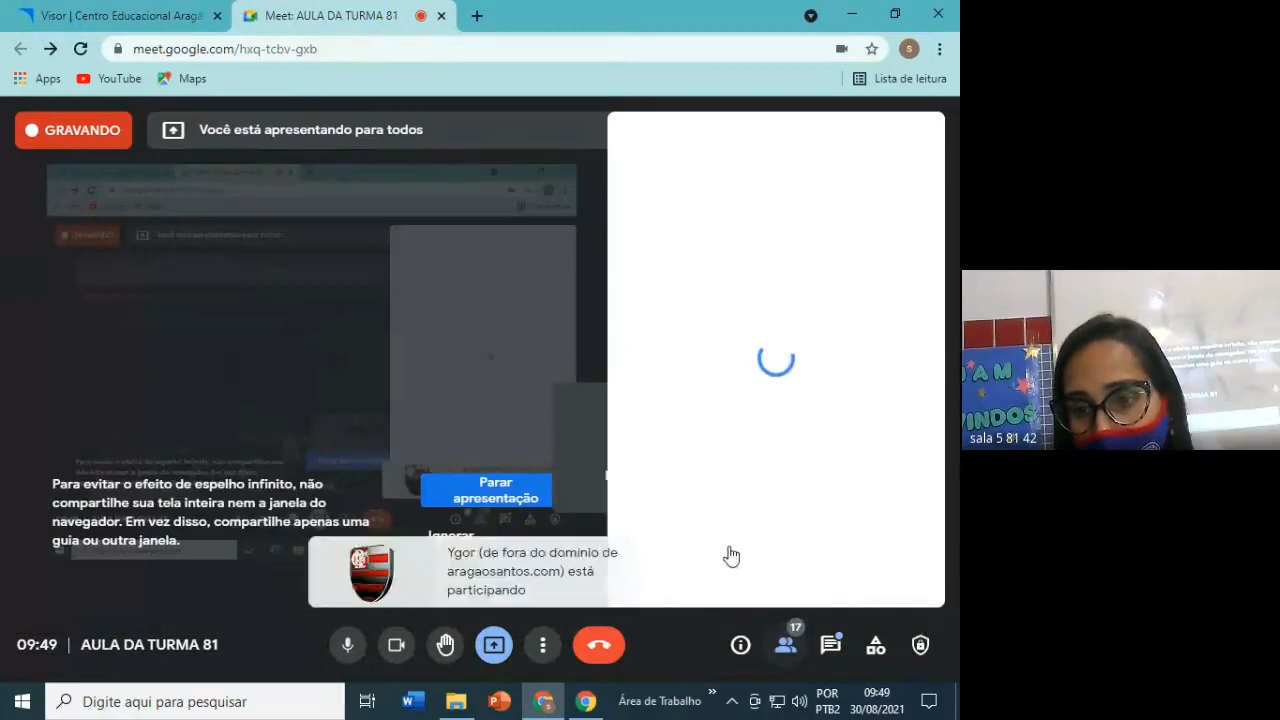 Visor | Centro Educacional Aragã
Meet: AULA DA TURMA 81
meet.google.com/hxq-tcbv-gxb
Apps
YouTube
Maps
Lista de leitura
GRAVANDO
Você está apresentando para todos
Para evitar o efeito de espelho infinito, não
compartilhe sua tela inteira nem a janela do
navegador. Em vez disso, compartilhe apenas uma
guia ou outra janela.
Parar
apresentação
Ignorar
Ygor (de fora do domínio de
aragaosantos.com) está
participando
sala 5 81 42
09:49 | AULA DA TURMA 81
17
Digite aqui para pesquisar
Área de Trabalho
POR
PTB2
09:49
30/08/2021